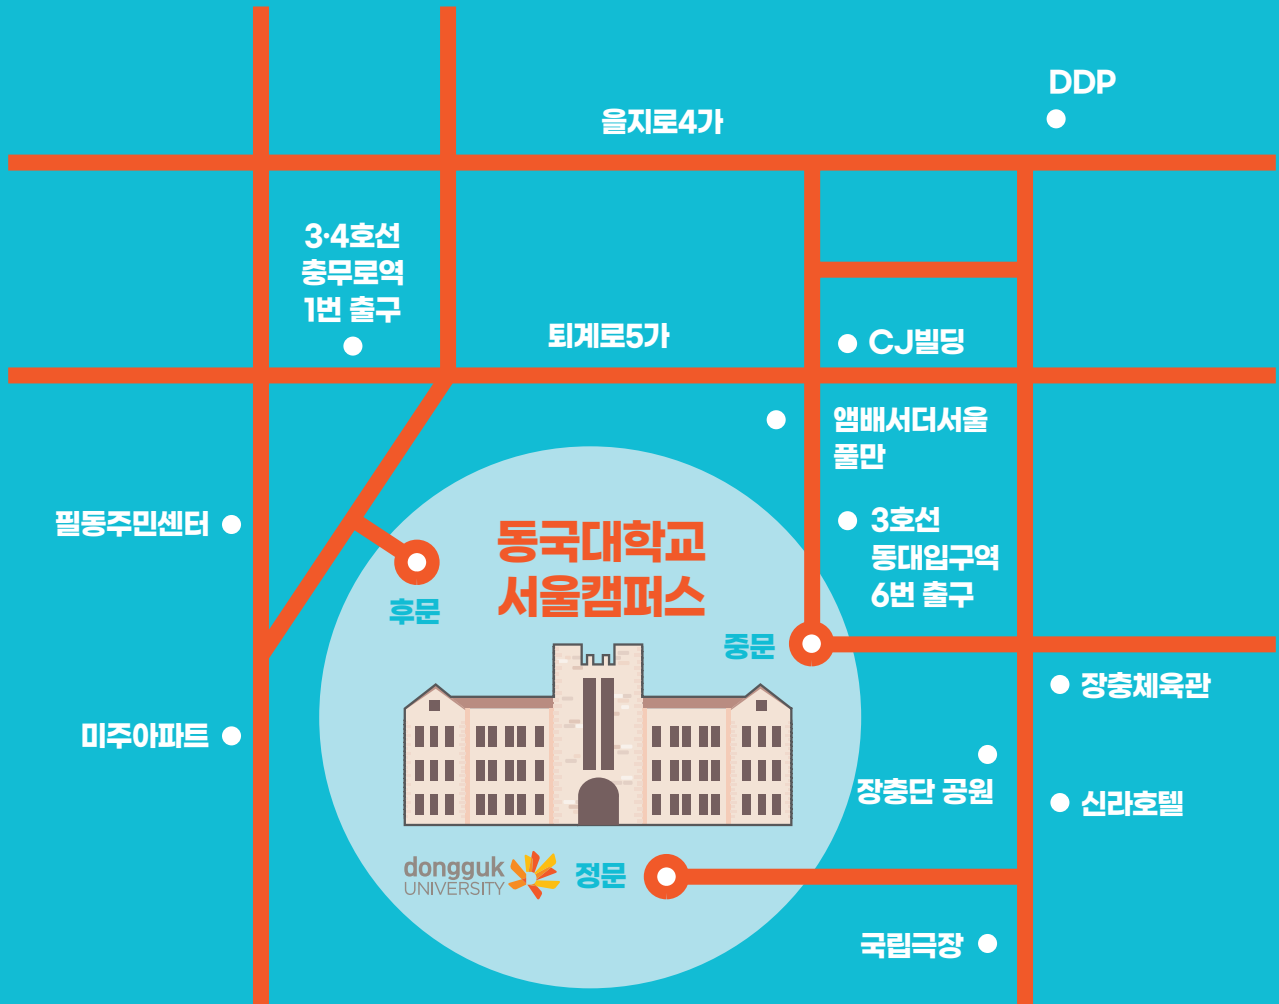 DDP
을지로4가
3·4호선
충무로역
1번 출구
퇴계로5가
CJ빌딩
앰배서더서울
풀만
필동주민센터
3호선
동대입구역
6번 출구
동국대학교
서울캠퍼스
후문
중문
장충체육관
미주아파트
장충단 공원
신라호텔
dongguk
UNIVERSITY
정문
국립극장